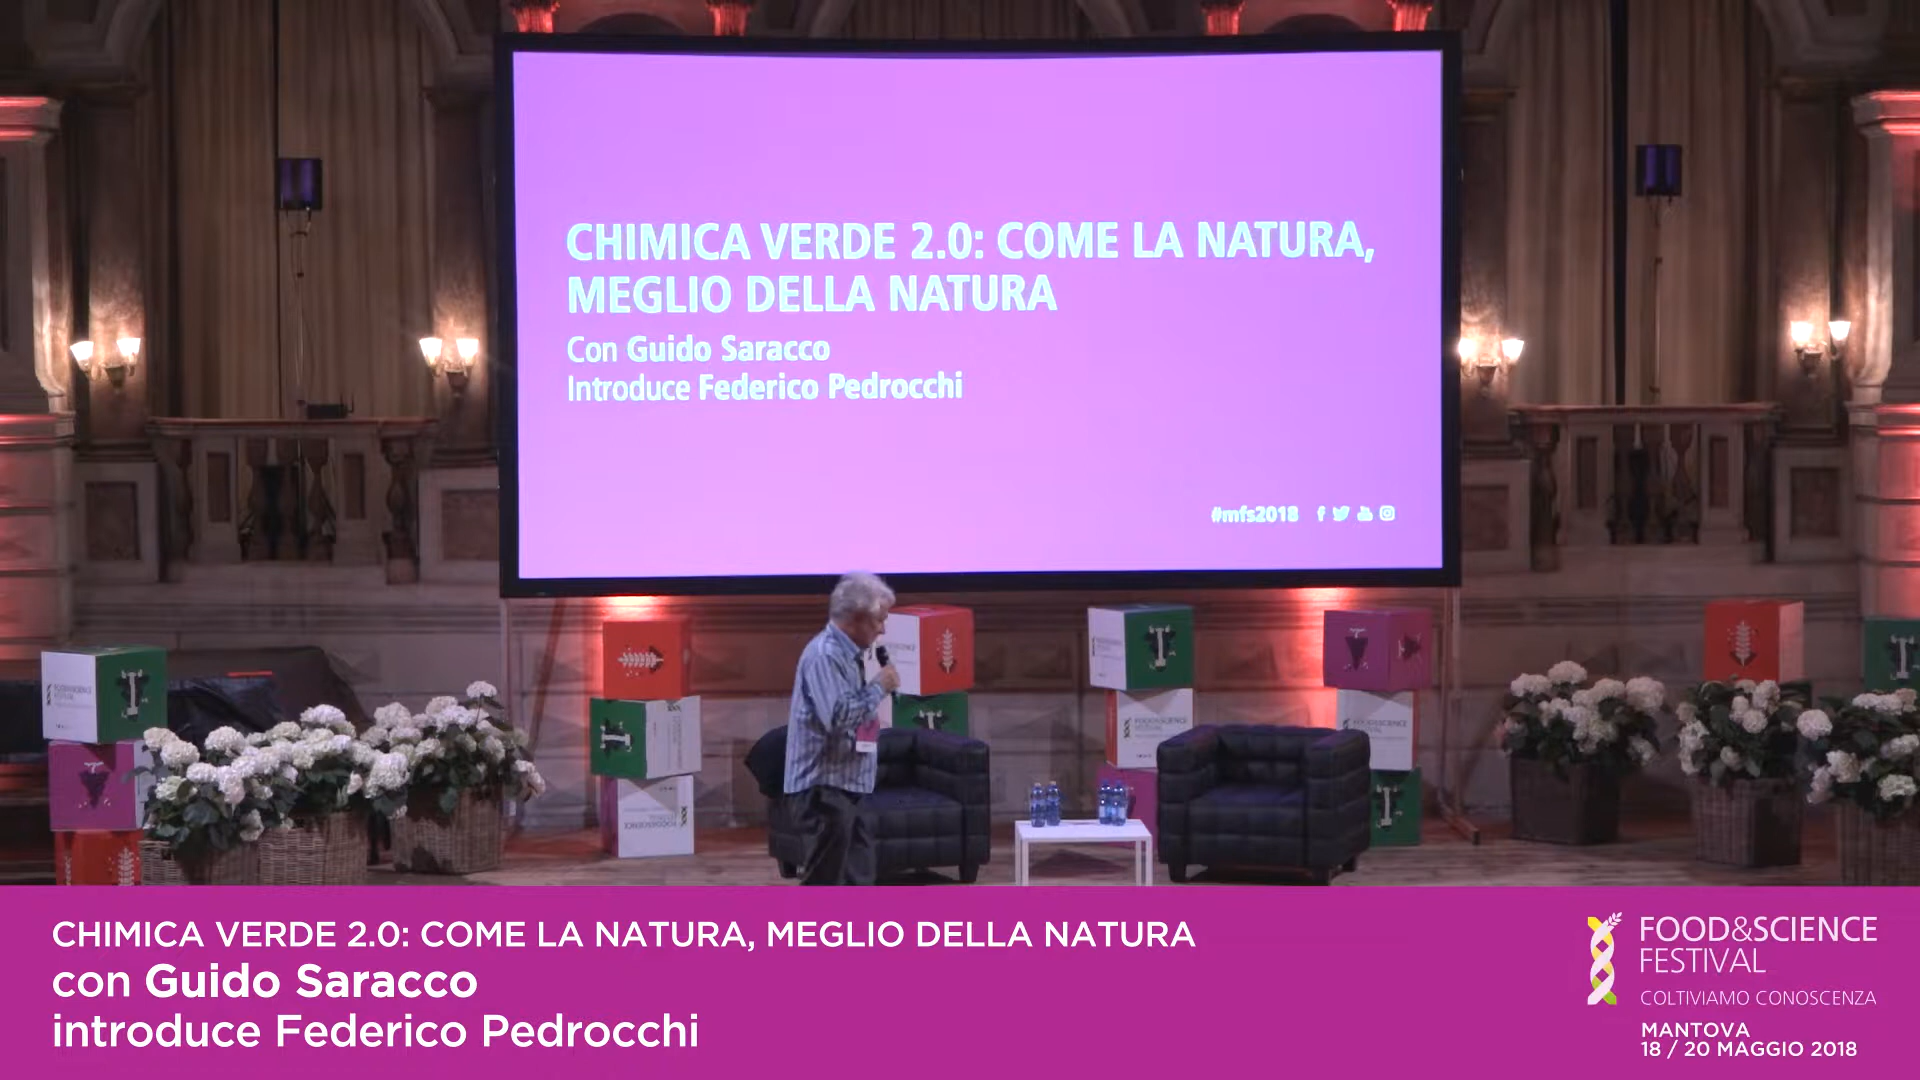 CHIMICA VERDE 2.0: COME LA NATURA,
MEGLIO DELLA NATURA
Con Guido Saracco
Introduce Federico Pedrocchi
#mfs2018
FOOD&SCIENCE
CHIMICA VERDE 2.0: COME LA NATURA, MEGLIO DELLA NATURA
con Guido Saracco
introduce Federico Pedrocchi
FOOD&SCIENCE
FESTIVAL
COLTIVIAMO CONOSCENZA
MANTOVA
18 / 20 MAGGIO 2018